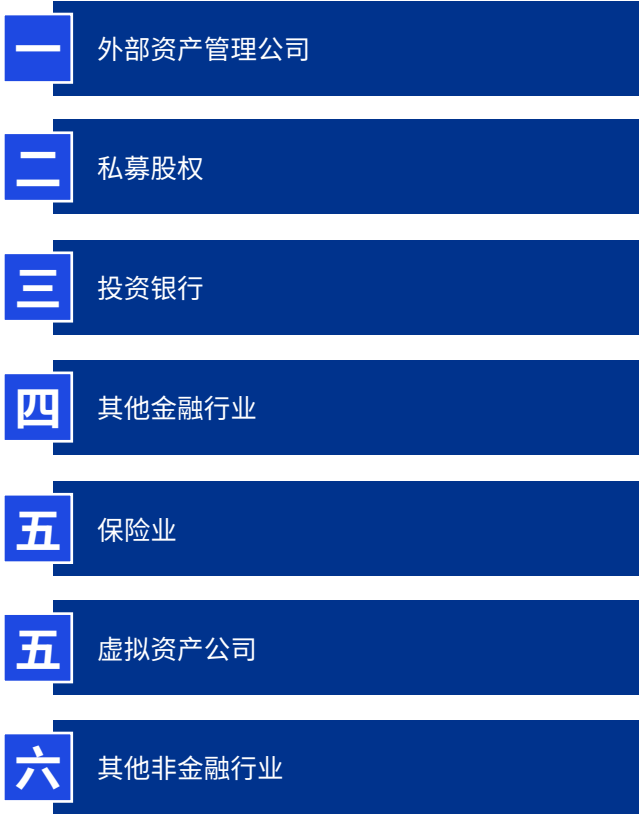 一
外部资产管理公司
二
私募股权
三
投资银行
四
其他金融行业
五
保险业
五
虚拟资产公司
六
其他非金融行业